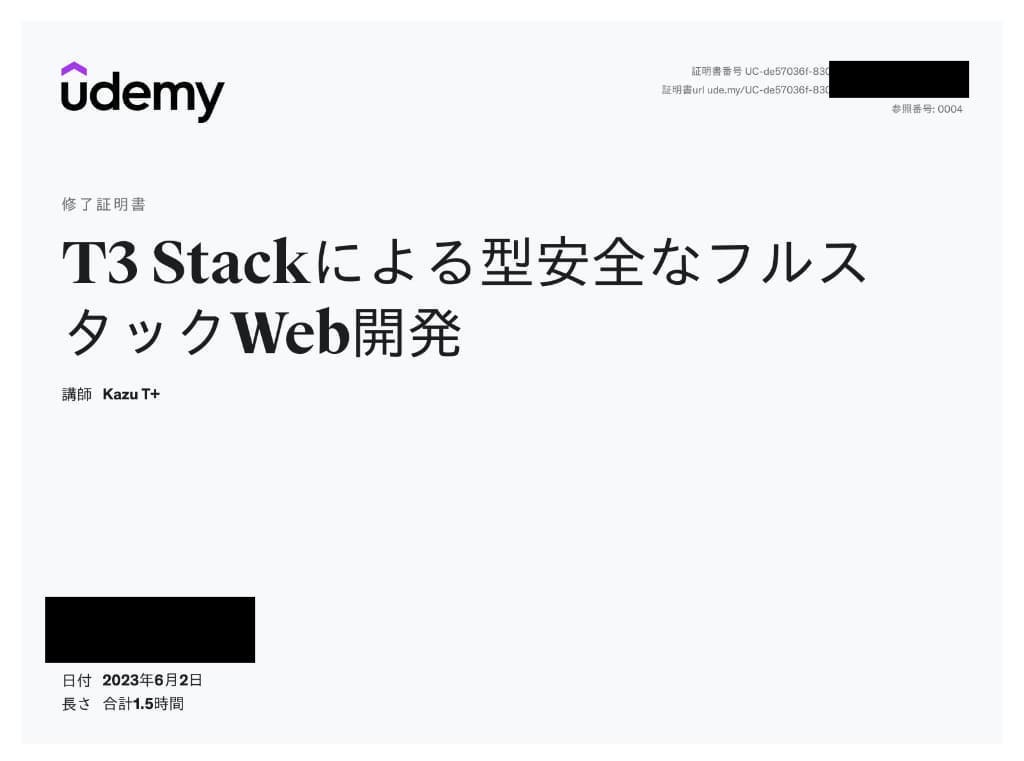 udemy
証明書番号 UC-de57036f-830
証明書url ude.my/UC-de57036f-830
参照番号: 0004
修了証明書
T3 Stackによる型安全なフルス
タックWeb開発
講師 Kazu T+
日付 2023年6月2日
長さ 合計1.5時間